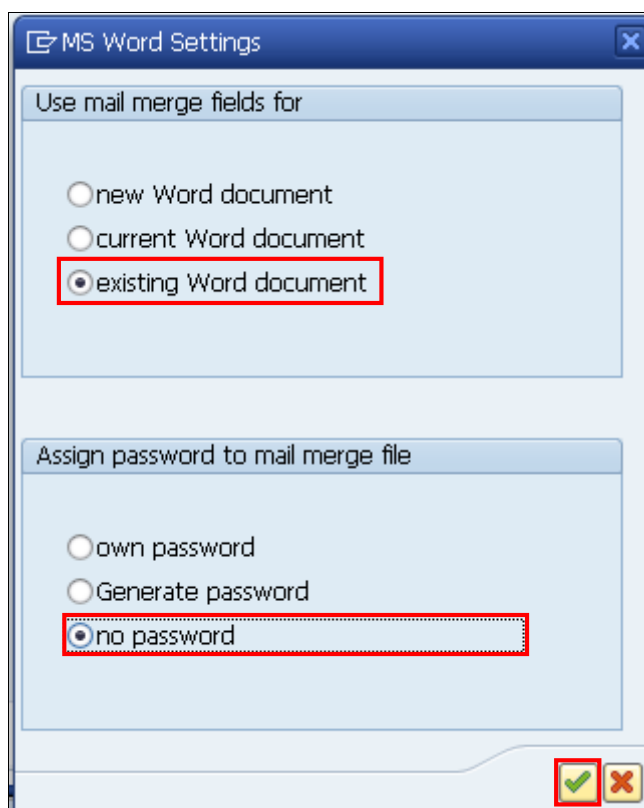 MS Word Settings
Use mail merge fields for
new Word document
current Word document
existing Word document
Assign password to mail merge file
own password
Generate password
no password